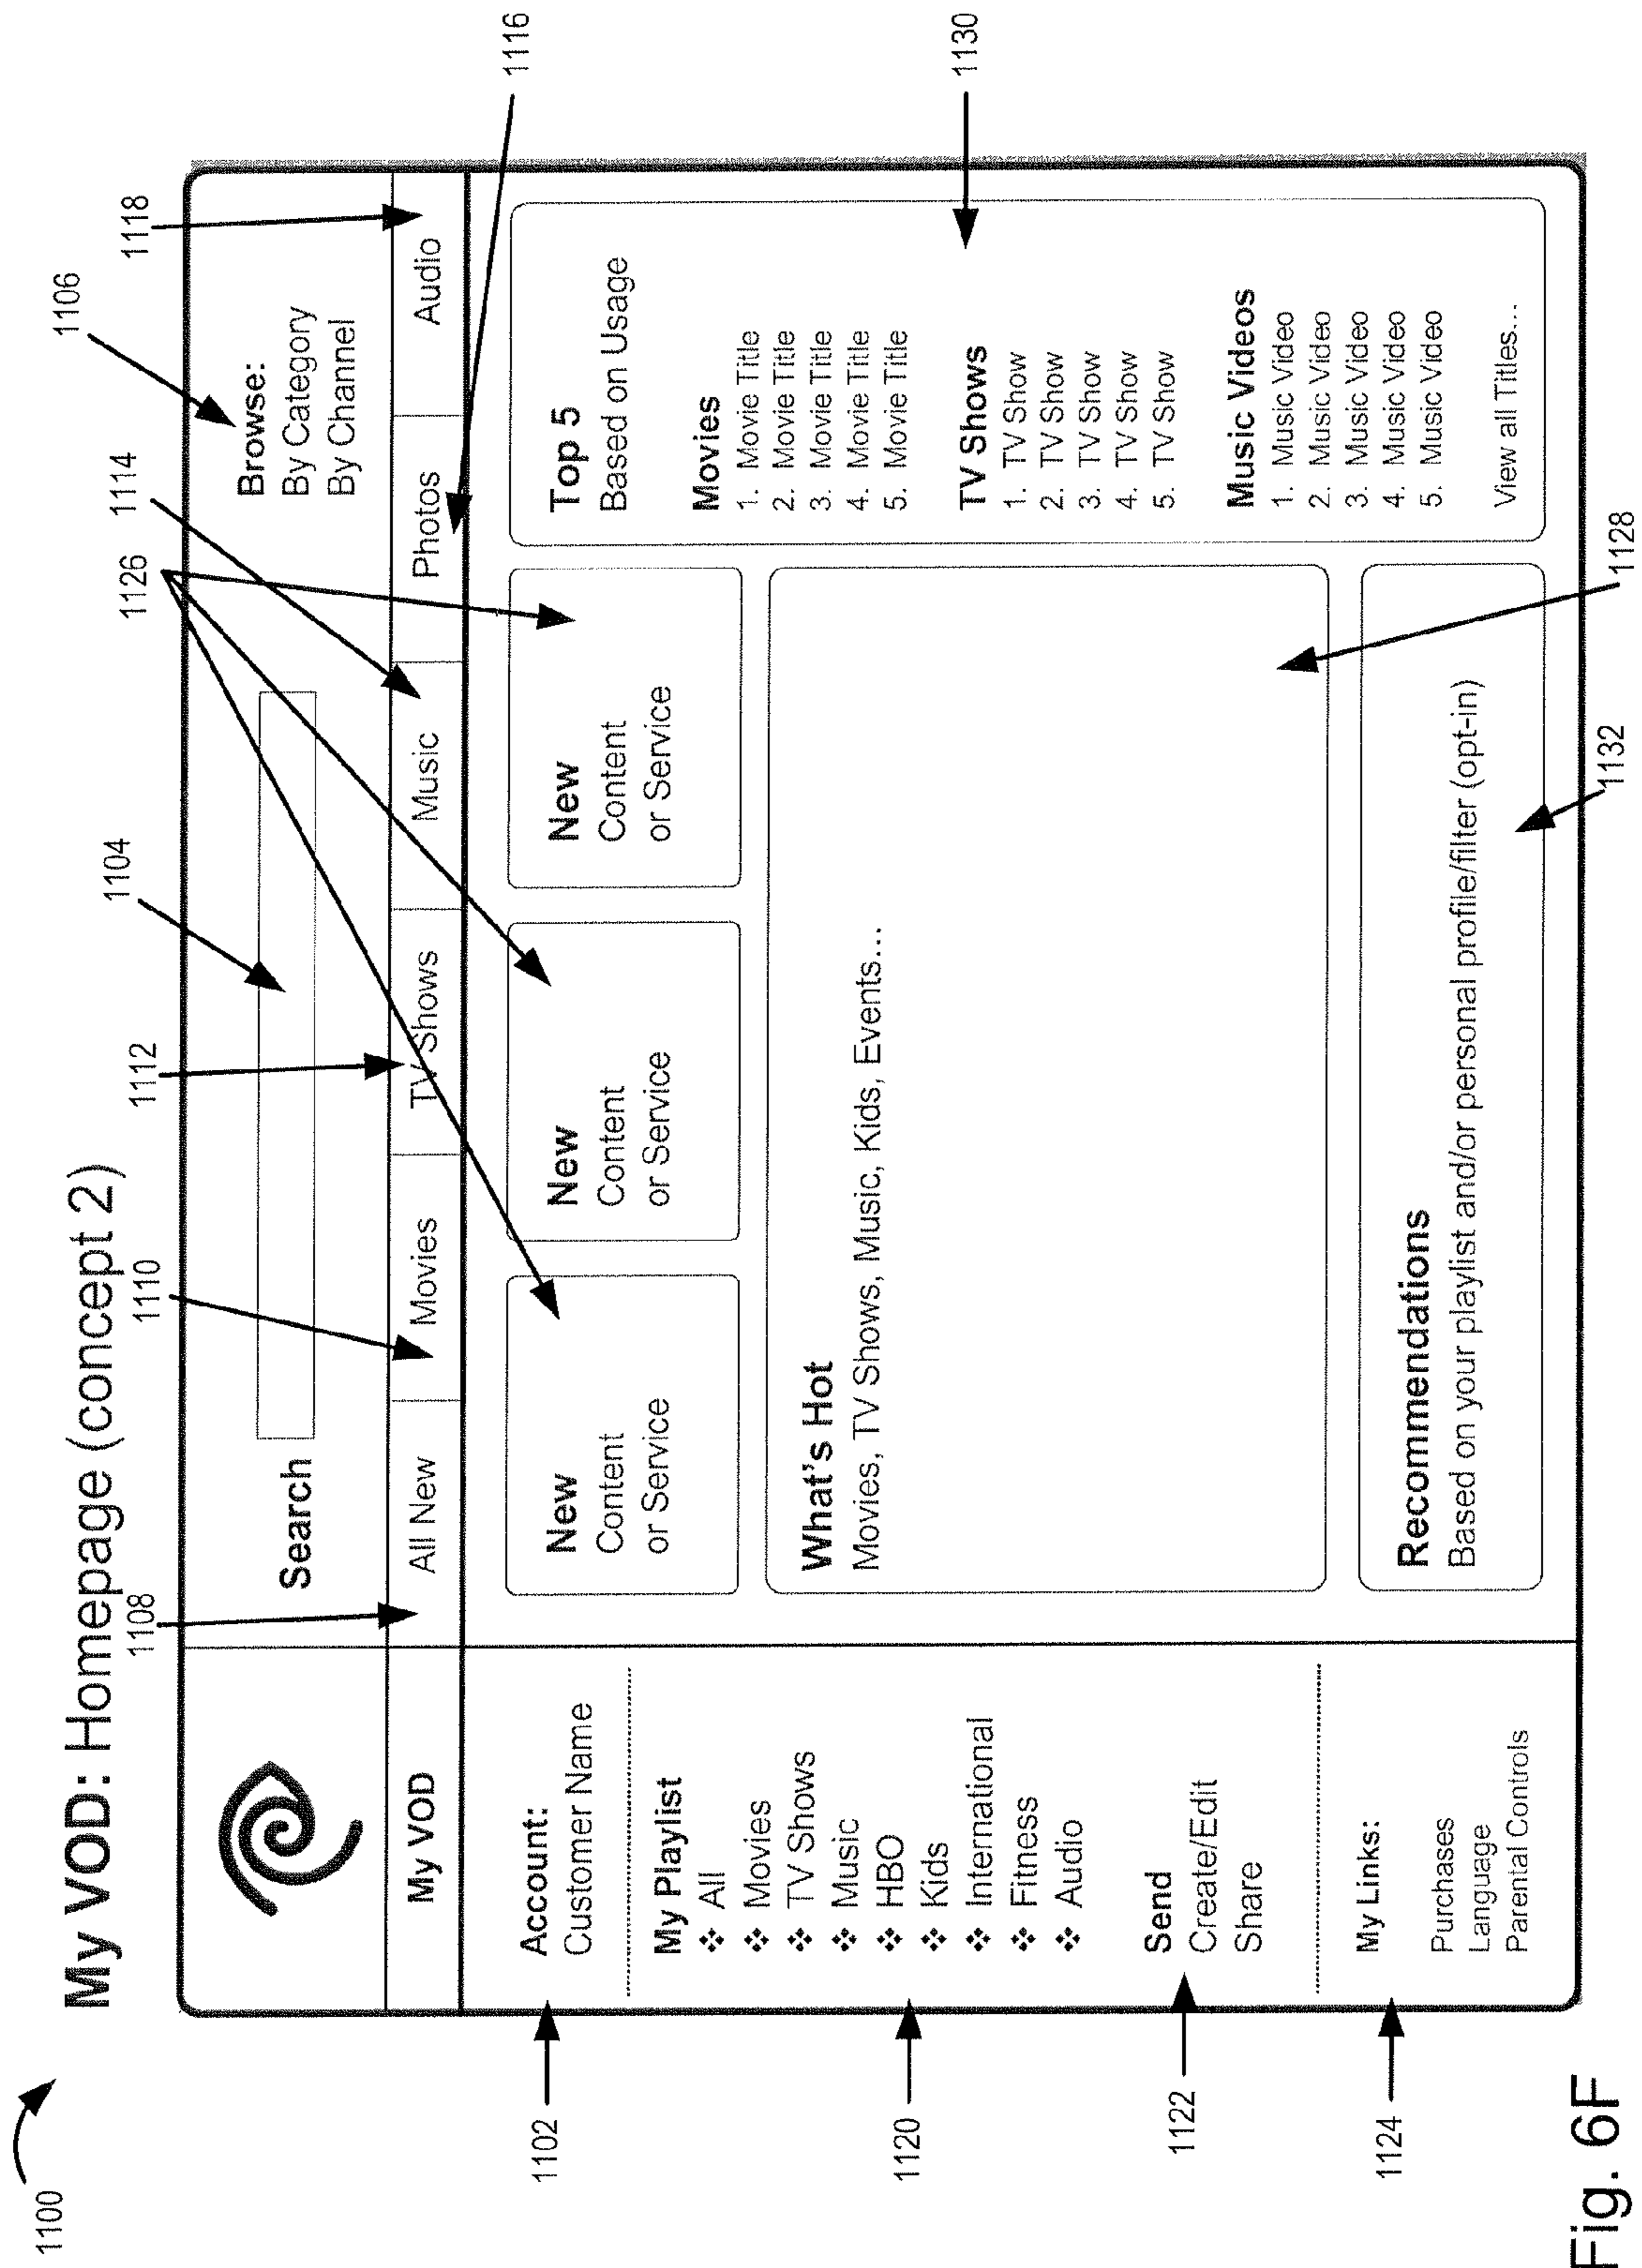 1100
My VOD: Homepage (concept 2)
1108
1110
1112
1104
1126
1114
1106
1118
1116
Search
Browse:
By Category
By Channel
My VOD
All New
Movies
TV Shows
Music
Photos
Audio
1102
Account:
Customer Name
1120
My Playlist
❖ All
❖ Movies
❖ TV Shows
❖ Music
❖ HBO
❖ Kids
❖ International
❖ Fitness
❖ Audio
1122
Send
Create/Edit
Share
1124
My Links:
Purchases
Language
Parental Controls
New
Content
or Service
New
Content
or Service
New
Content
or Service
What's Hot
Movies, TV Shows, Music, Kids, Events...
Recommendations
Based on your playlist and/or personal profile/filter (opt-in)
Top 5
Based on Usage
Movies
1. Movie Title
2. Movie Title
3. Movie Title
4. Movie Title
5. Movie Title
TV Shows
1. TV Show
2. TV Show
3. TV Show
4. TV Show
5. TV Show
Music Videos
1. Music Video
2. Music Video
3. Music Video
4. Music Video
5. Music Video
View all Titles...
1130
1132
1128
Fig. 6F